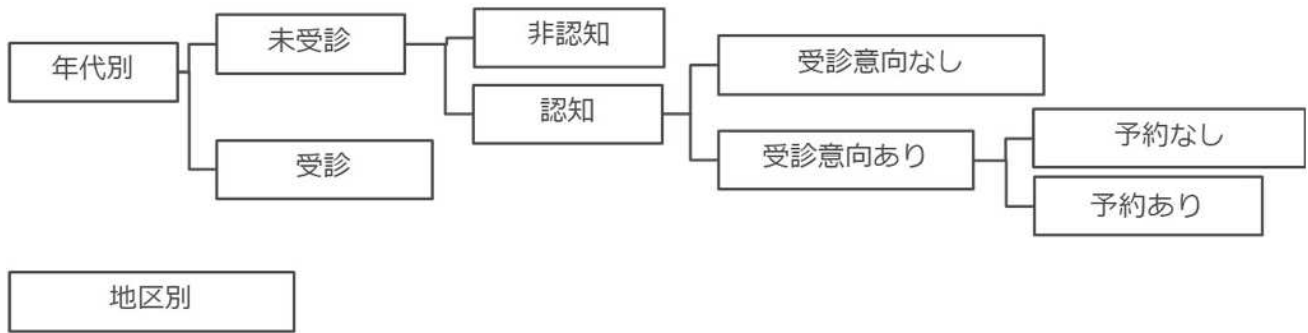 年代別
未受診
受診
非認知
認知
受診意向なし
受診意向あり
予約なし
予約あり
地区別